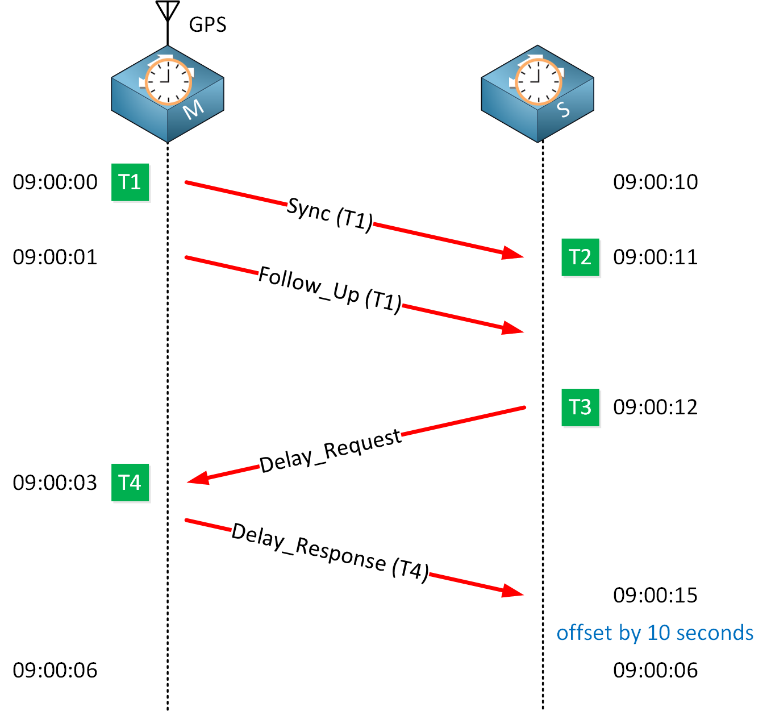 GPS
M
S
09:00:00 T1 09:00:10
Sync (T1)
09:00:01 T2 09:00:11
Follow_Up (T1)
T3 09:00:12
Delay_Request
09:00:03 T4
Delay_Response (T4)
09:00:15
offset by 10 seconds
09:00:06 09:00:06